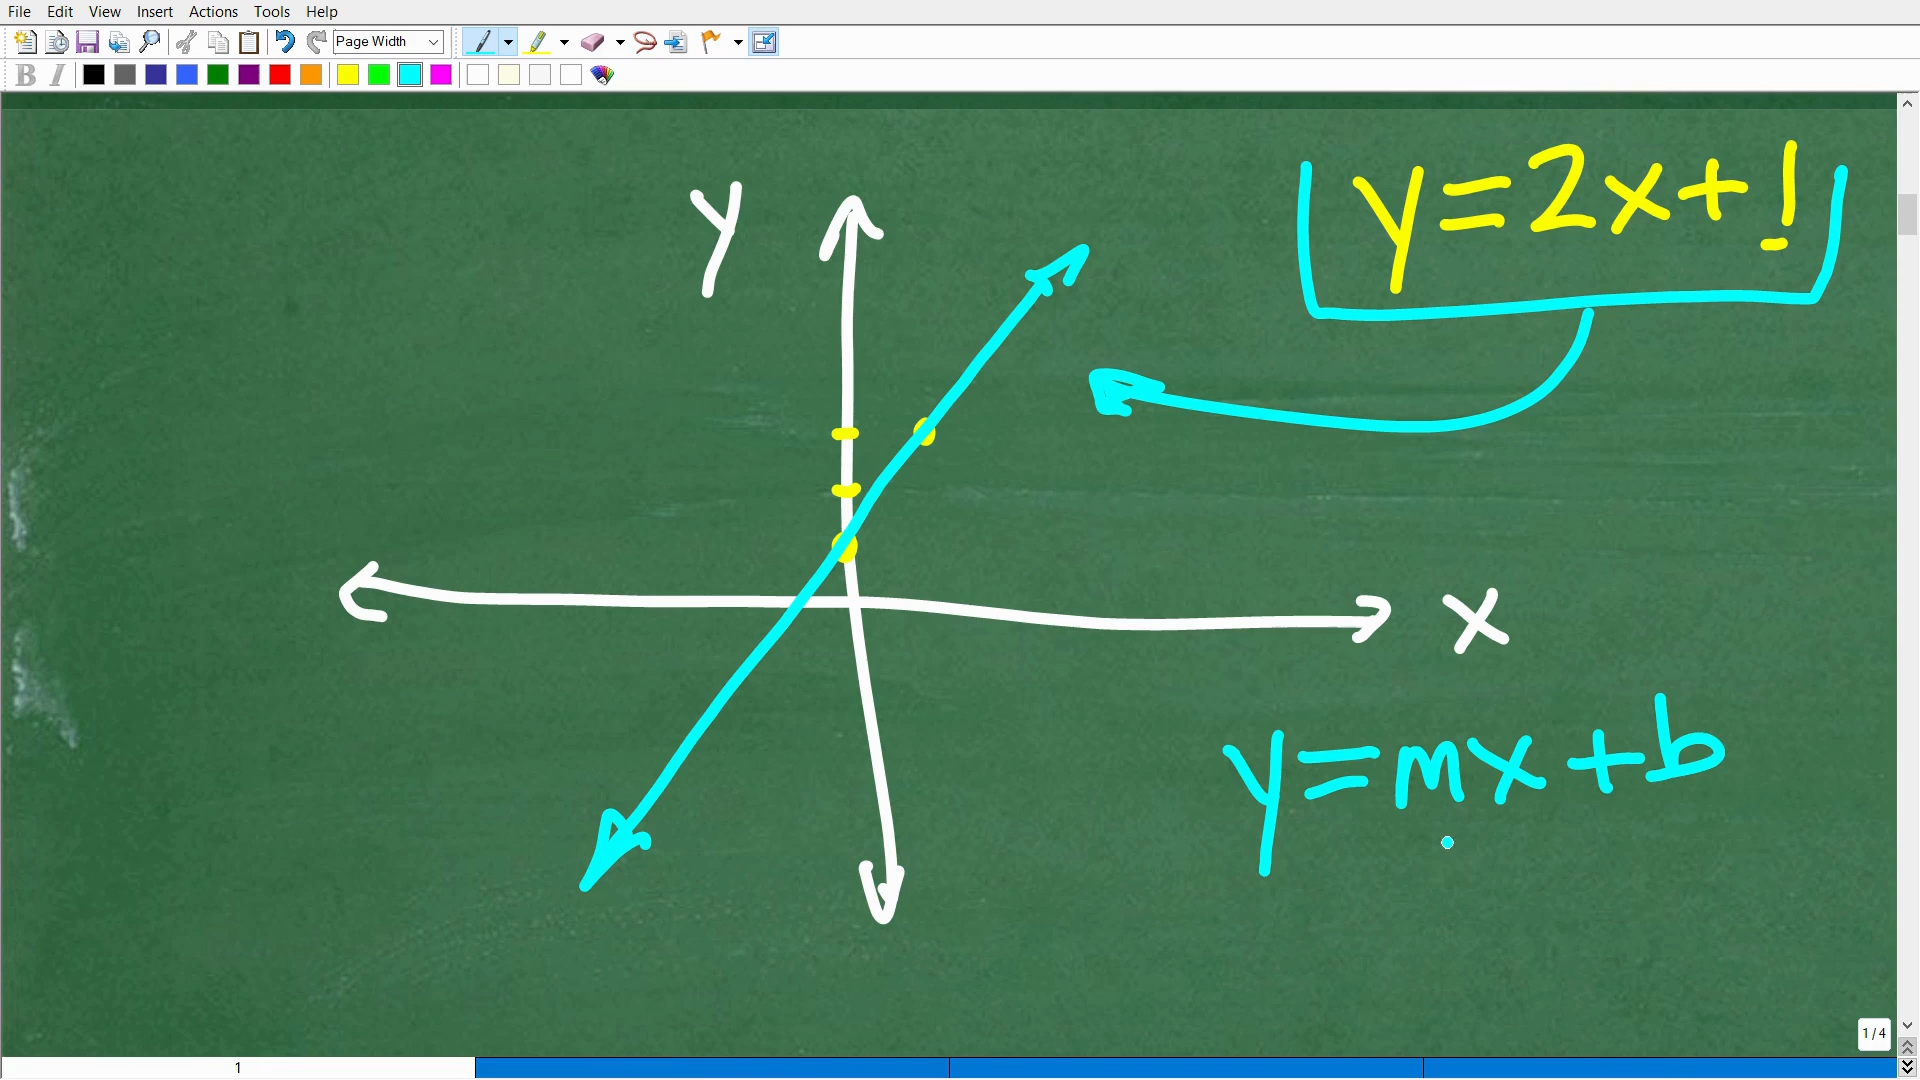 File Edit View Insert Actions Tools Help
Page Width
B I
y=2x+1
y
x
y=mx+b
1/4
1